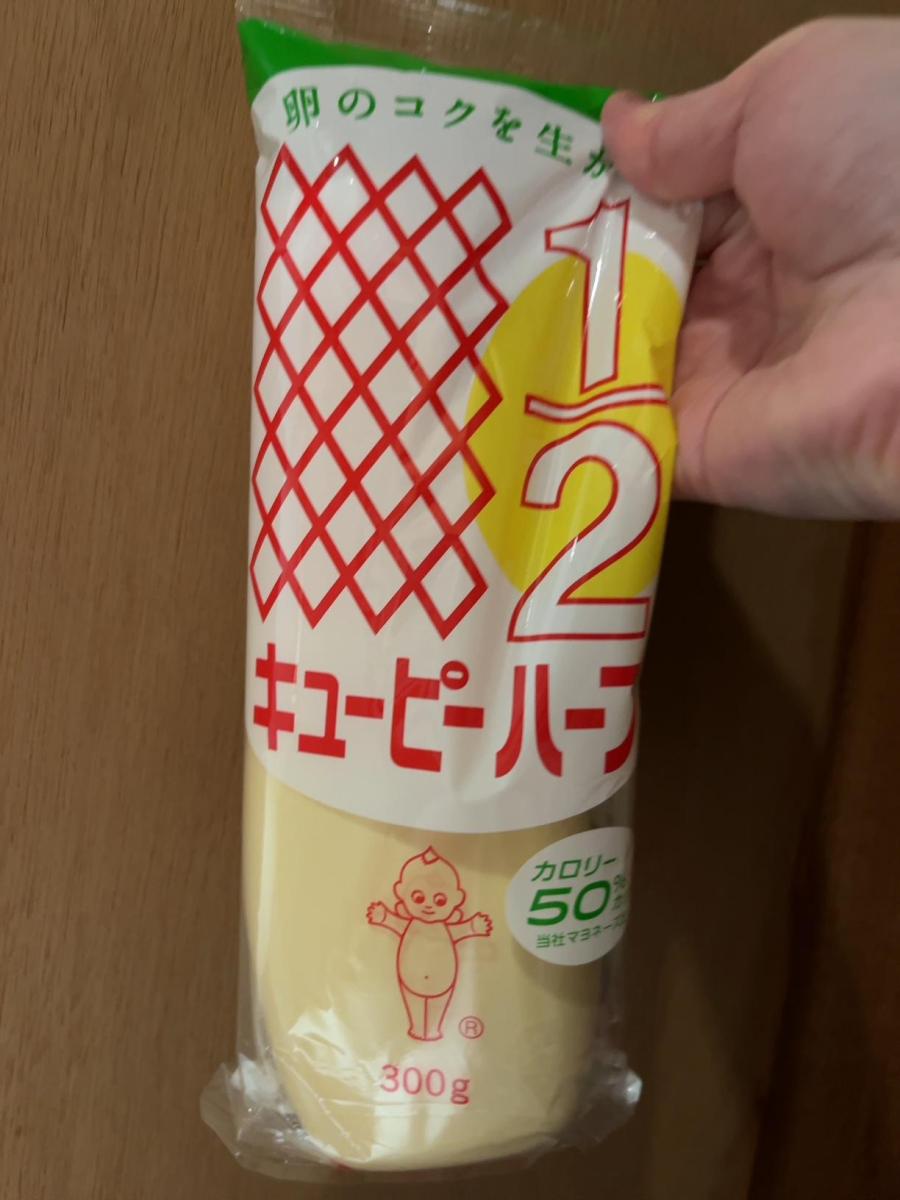 卵のコクを生か
1/2
キューピーハーフ
カロリー
50%
当社マヨネーズ
®
300g